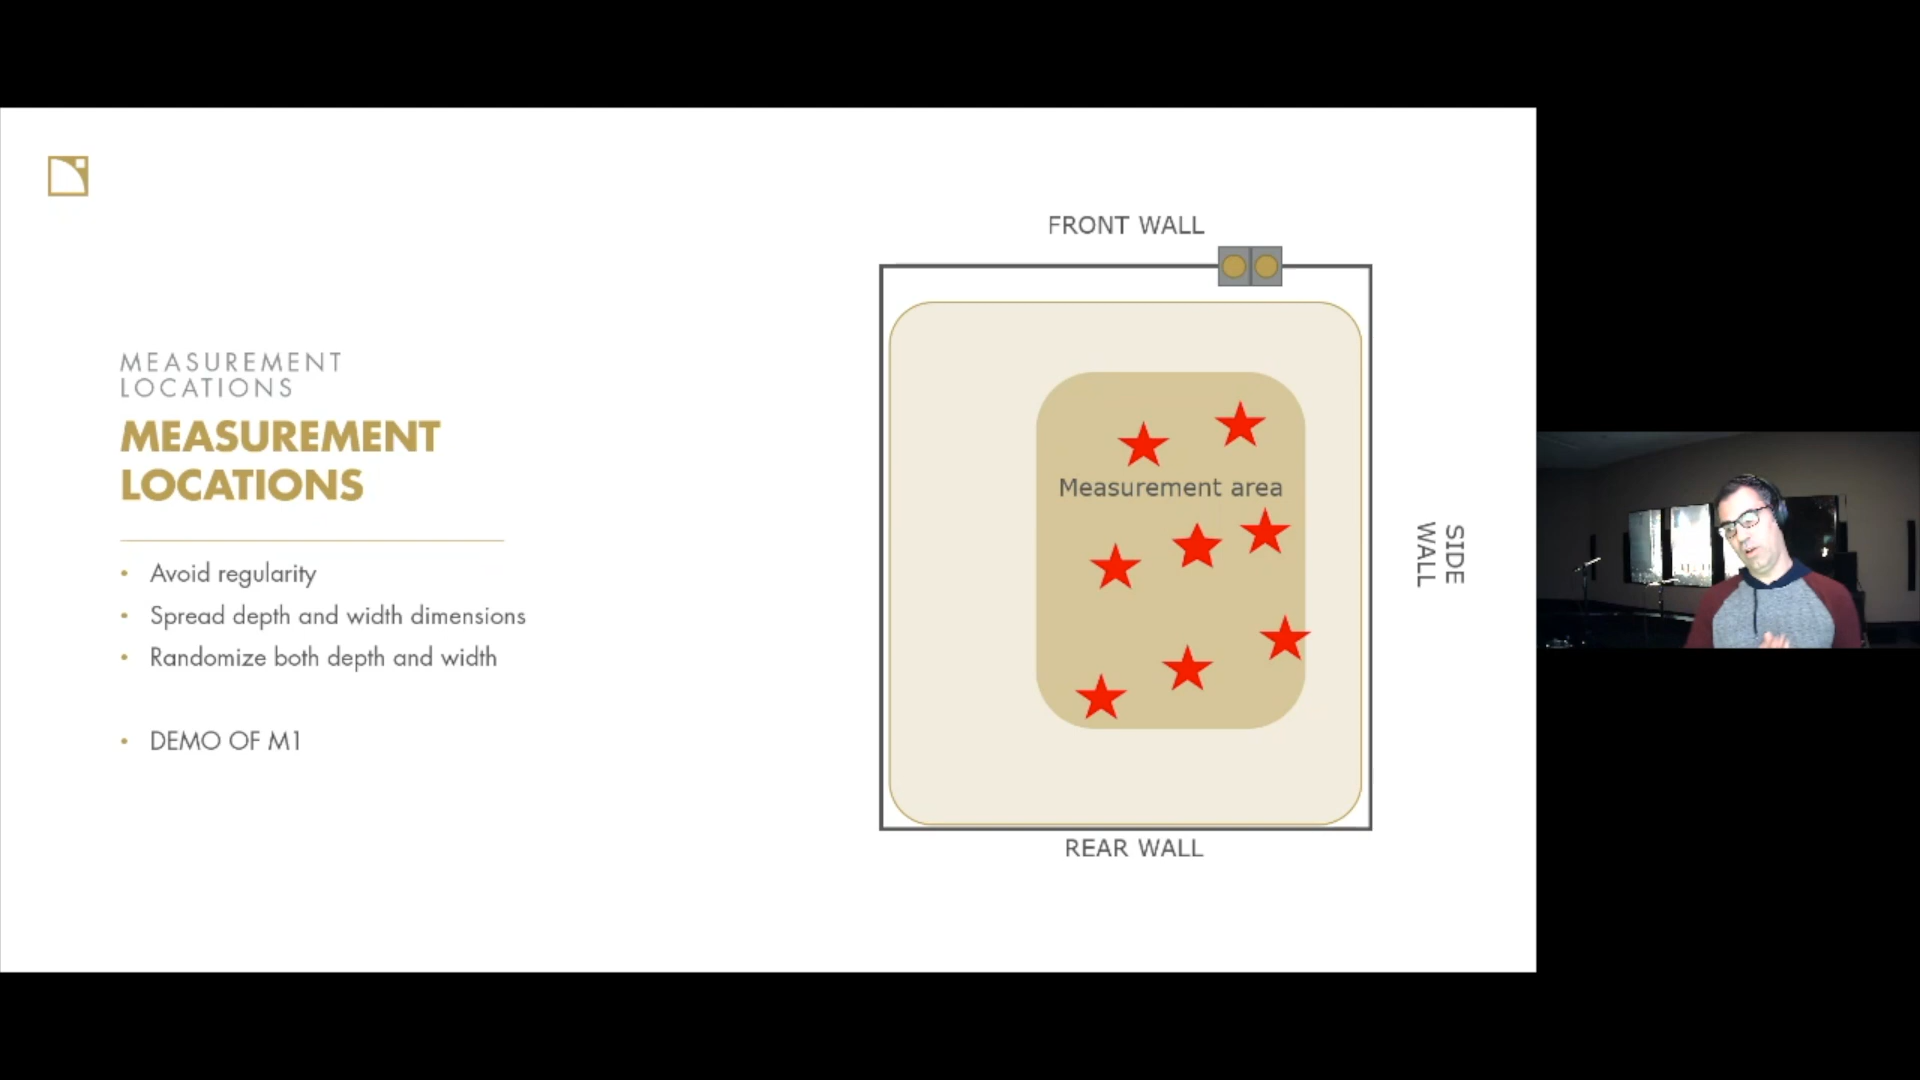 MEASUREMENT
LOCATIONS
MEASUREMENT
LOCATIONS
• Avoid regularity
• Spread depth and width dimensions
• Randomize both depth and width
• DEMO OF M1
FRONT WALL
Measurement area
SIDE
WALL
REAR WALL